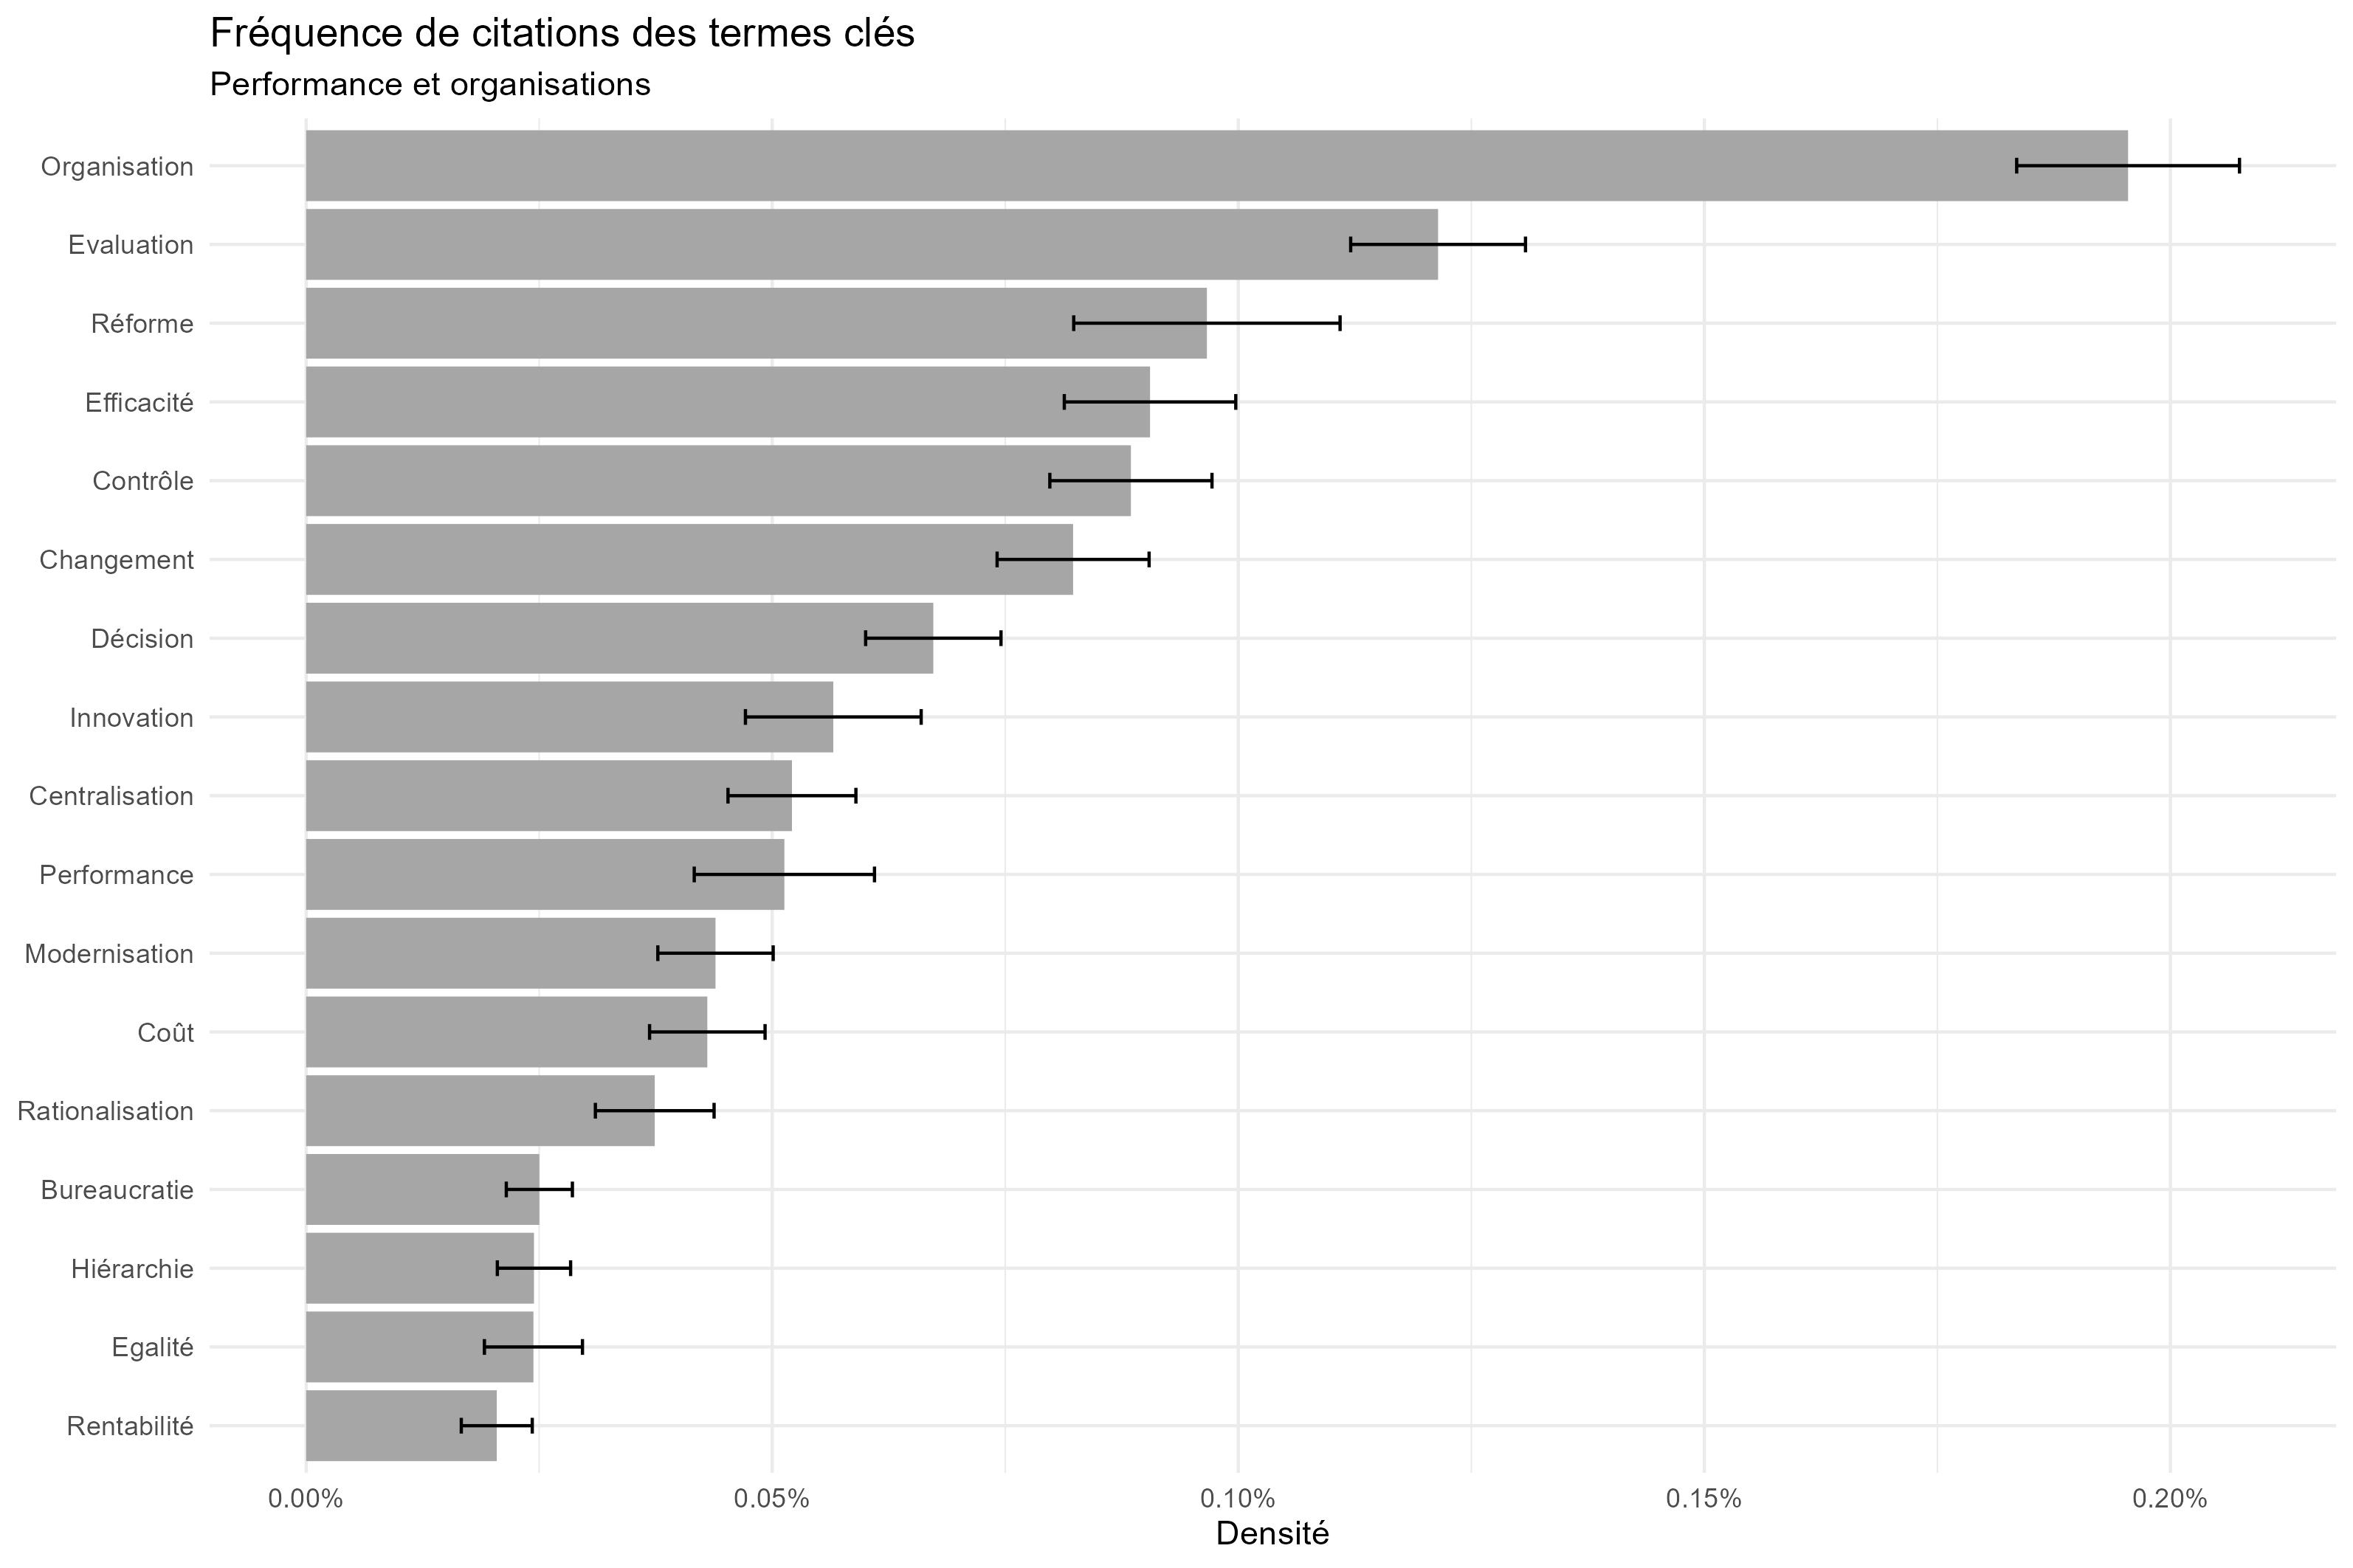 Fréquence de citations des termes clés
Performance et organisations
Organisation
Evaluation
Réforme
Efficacité
Contrôle
Changement
Décision
Innovation
Centralisation
Performance
Modernisation
Coût
Rationalisation
Bureaucratie
Hiérarchie
Egalité
Rentabilité
0.00% 0.05% 0.10% 0.15% 0.20%
Densité